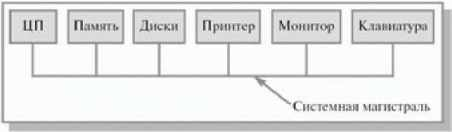 ЦП Память Диски Принтер Монитор Клавиатура
Системная магистраль